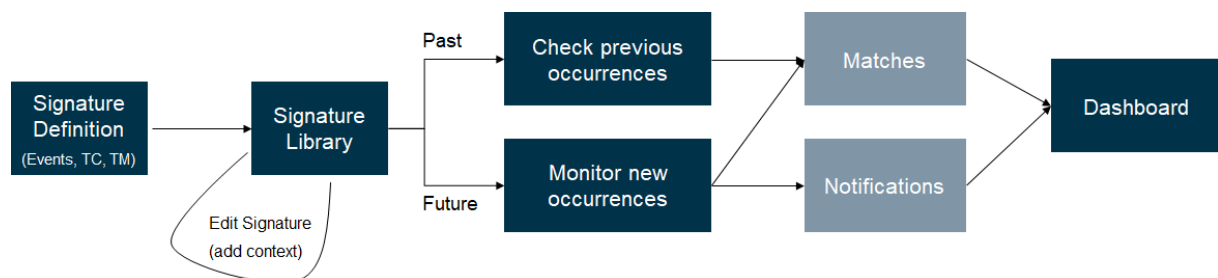 Signature
Definition
(Events, TC, TM)
Signature
Library
Edit Signature
(add context)
Past
Future
Check previous
occurrences
Monitor new
occurrences
Matches
Notifications
Dashboard